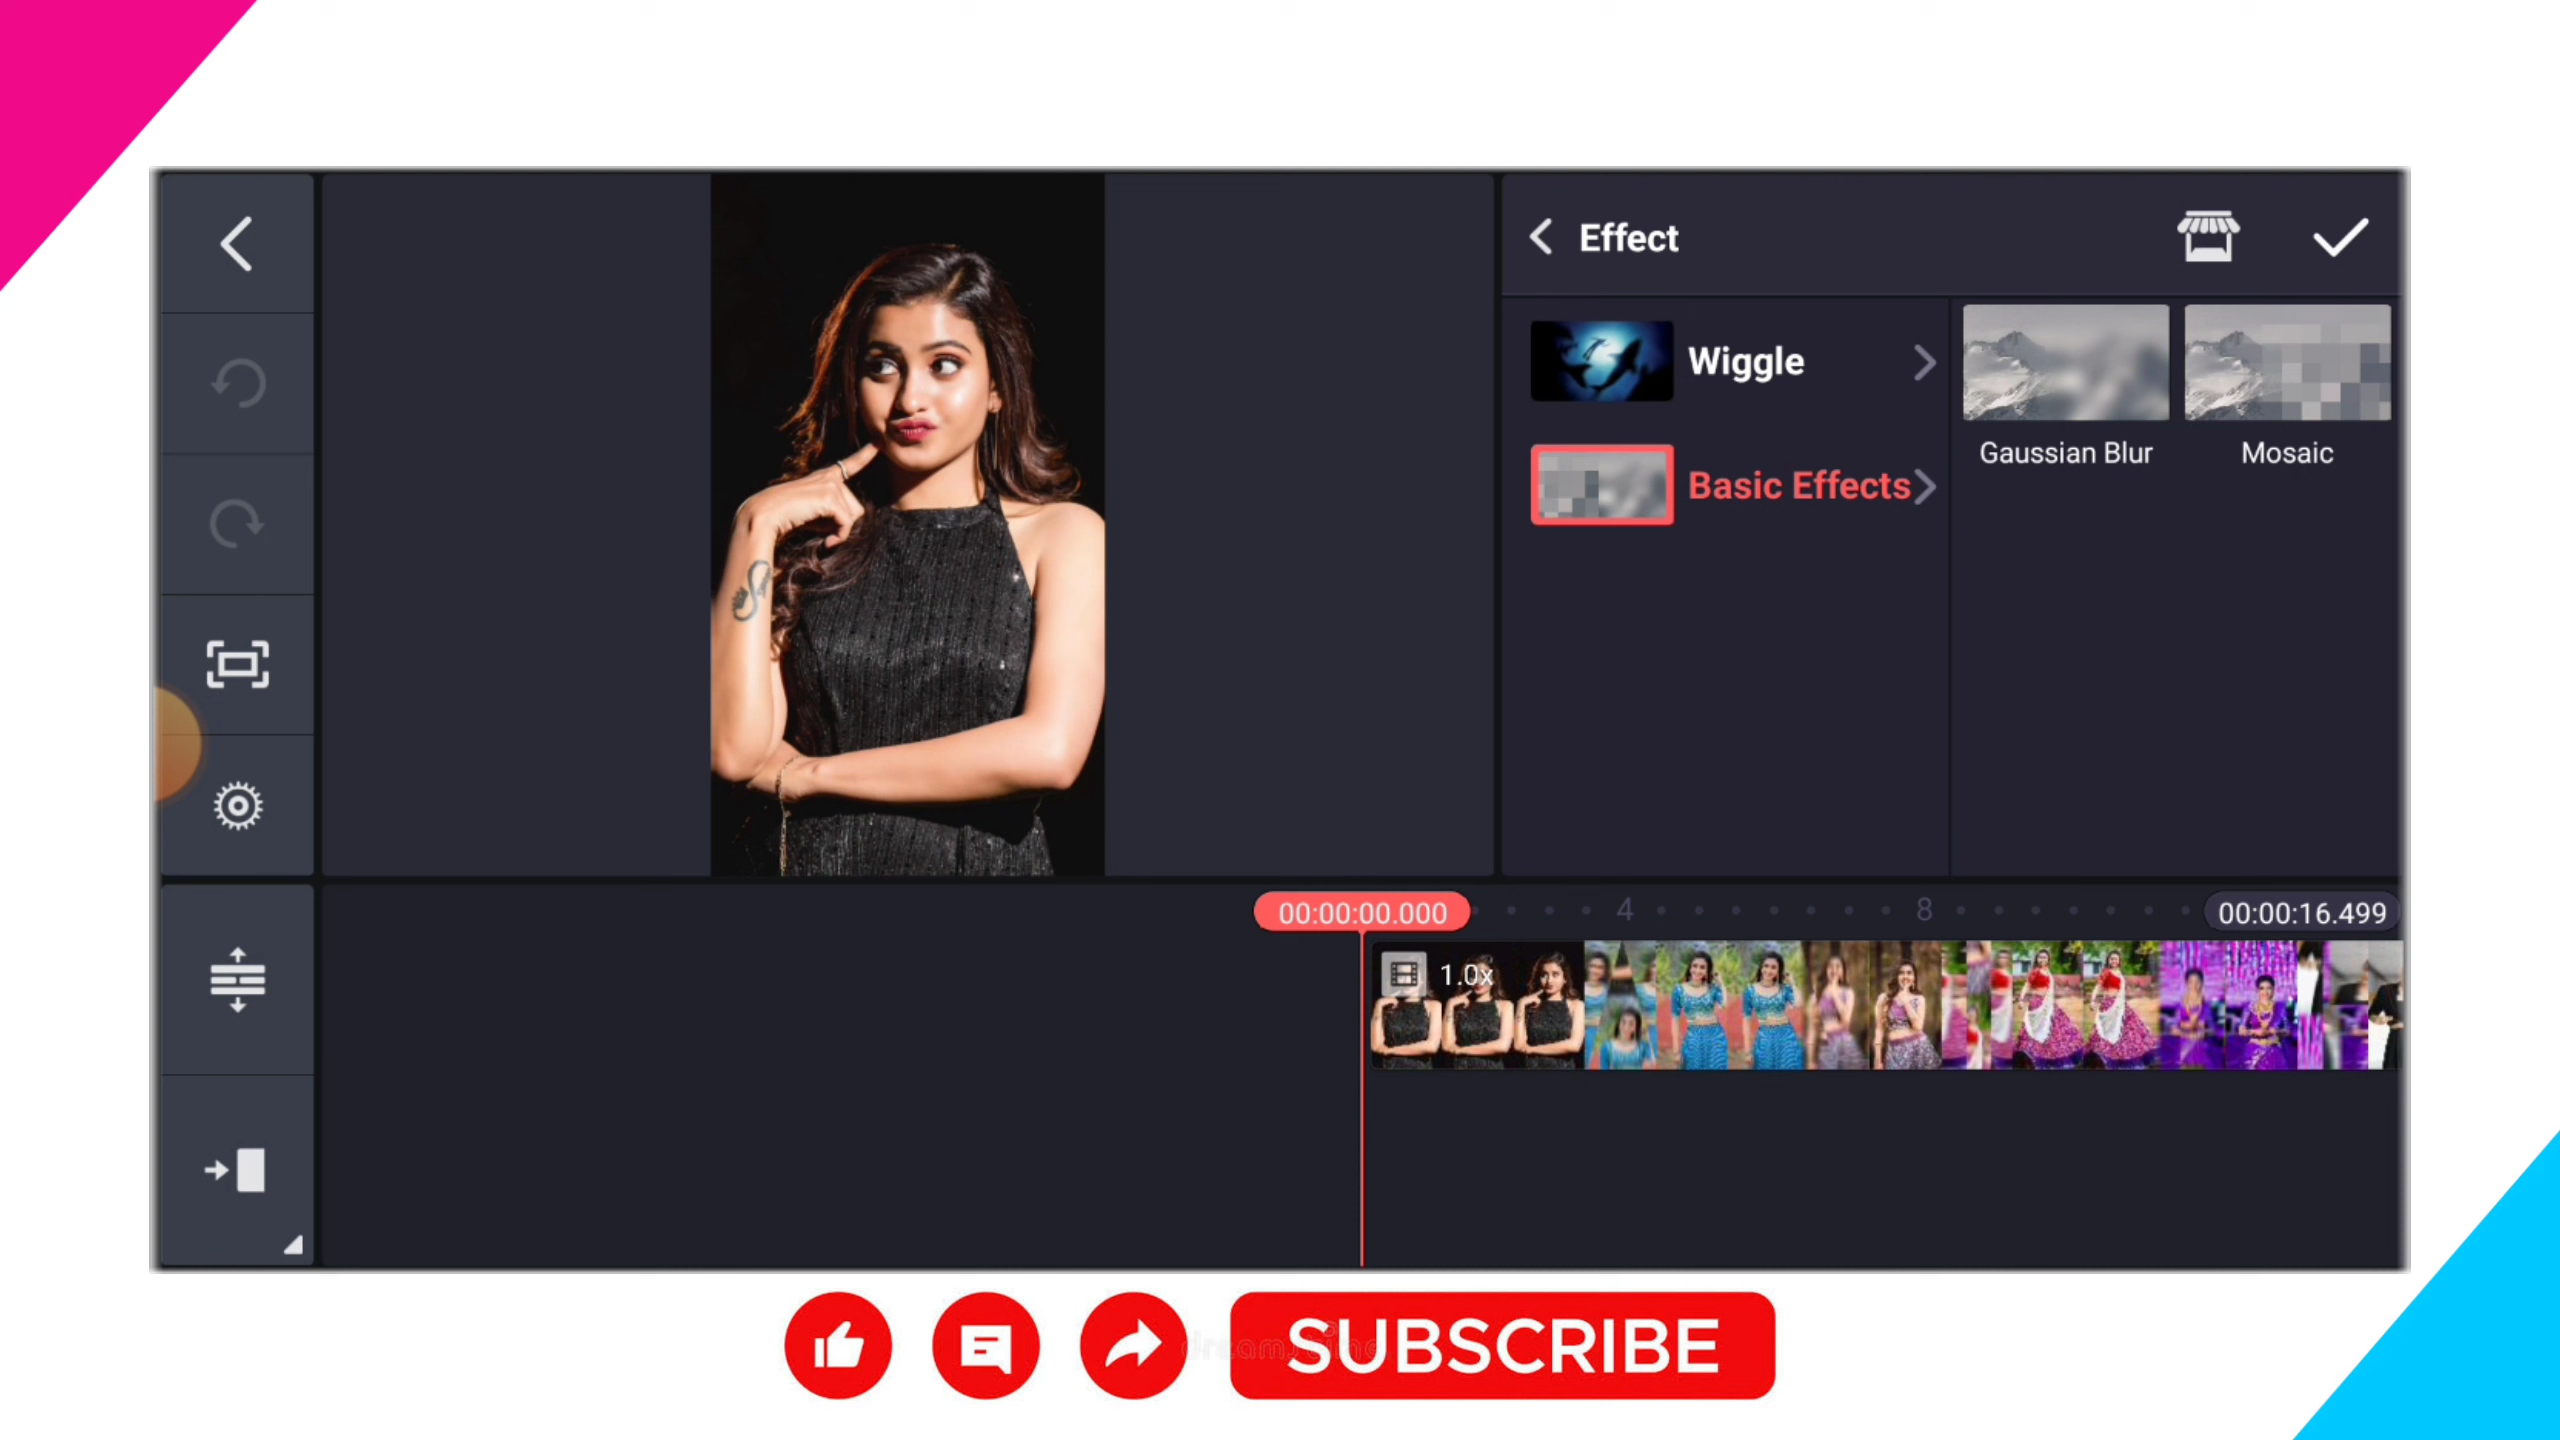 Effect
Wiggle
Basic Effects
Gaussian Blur
Mosaic
00:00:00.000
4
8
00:00:16.499
1.0x
SUBSCRIBE